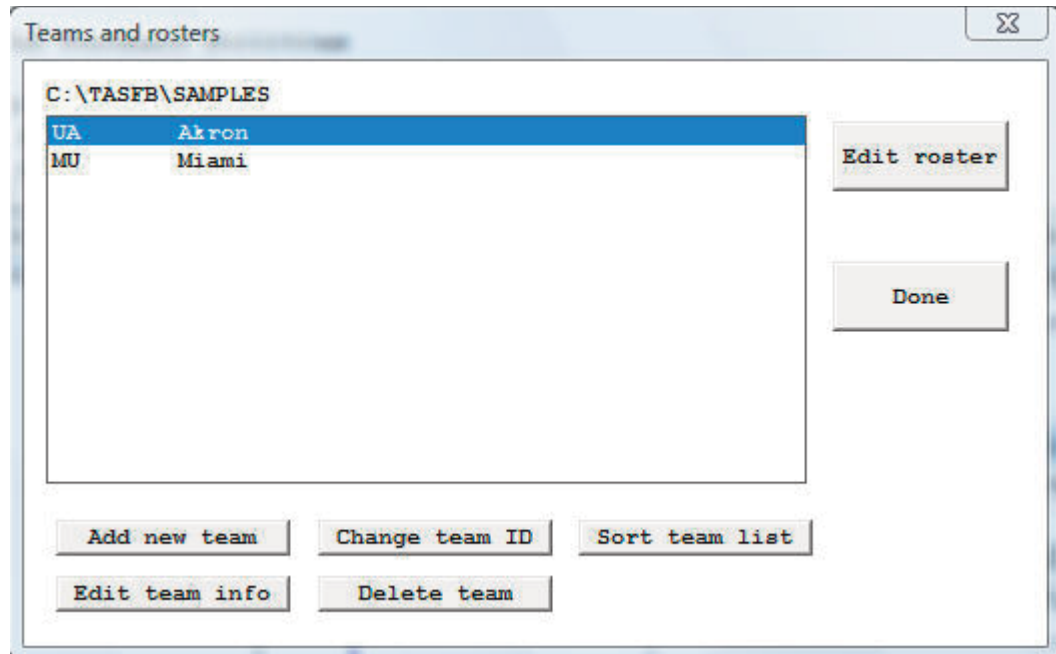 Teams and rosters
C:\TASFB\SAMPLES
UA Akron
MU Miami
Edit roster
Done
Add new team Change team ID Sort team list
Edit team info Delete team